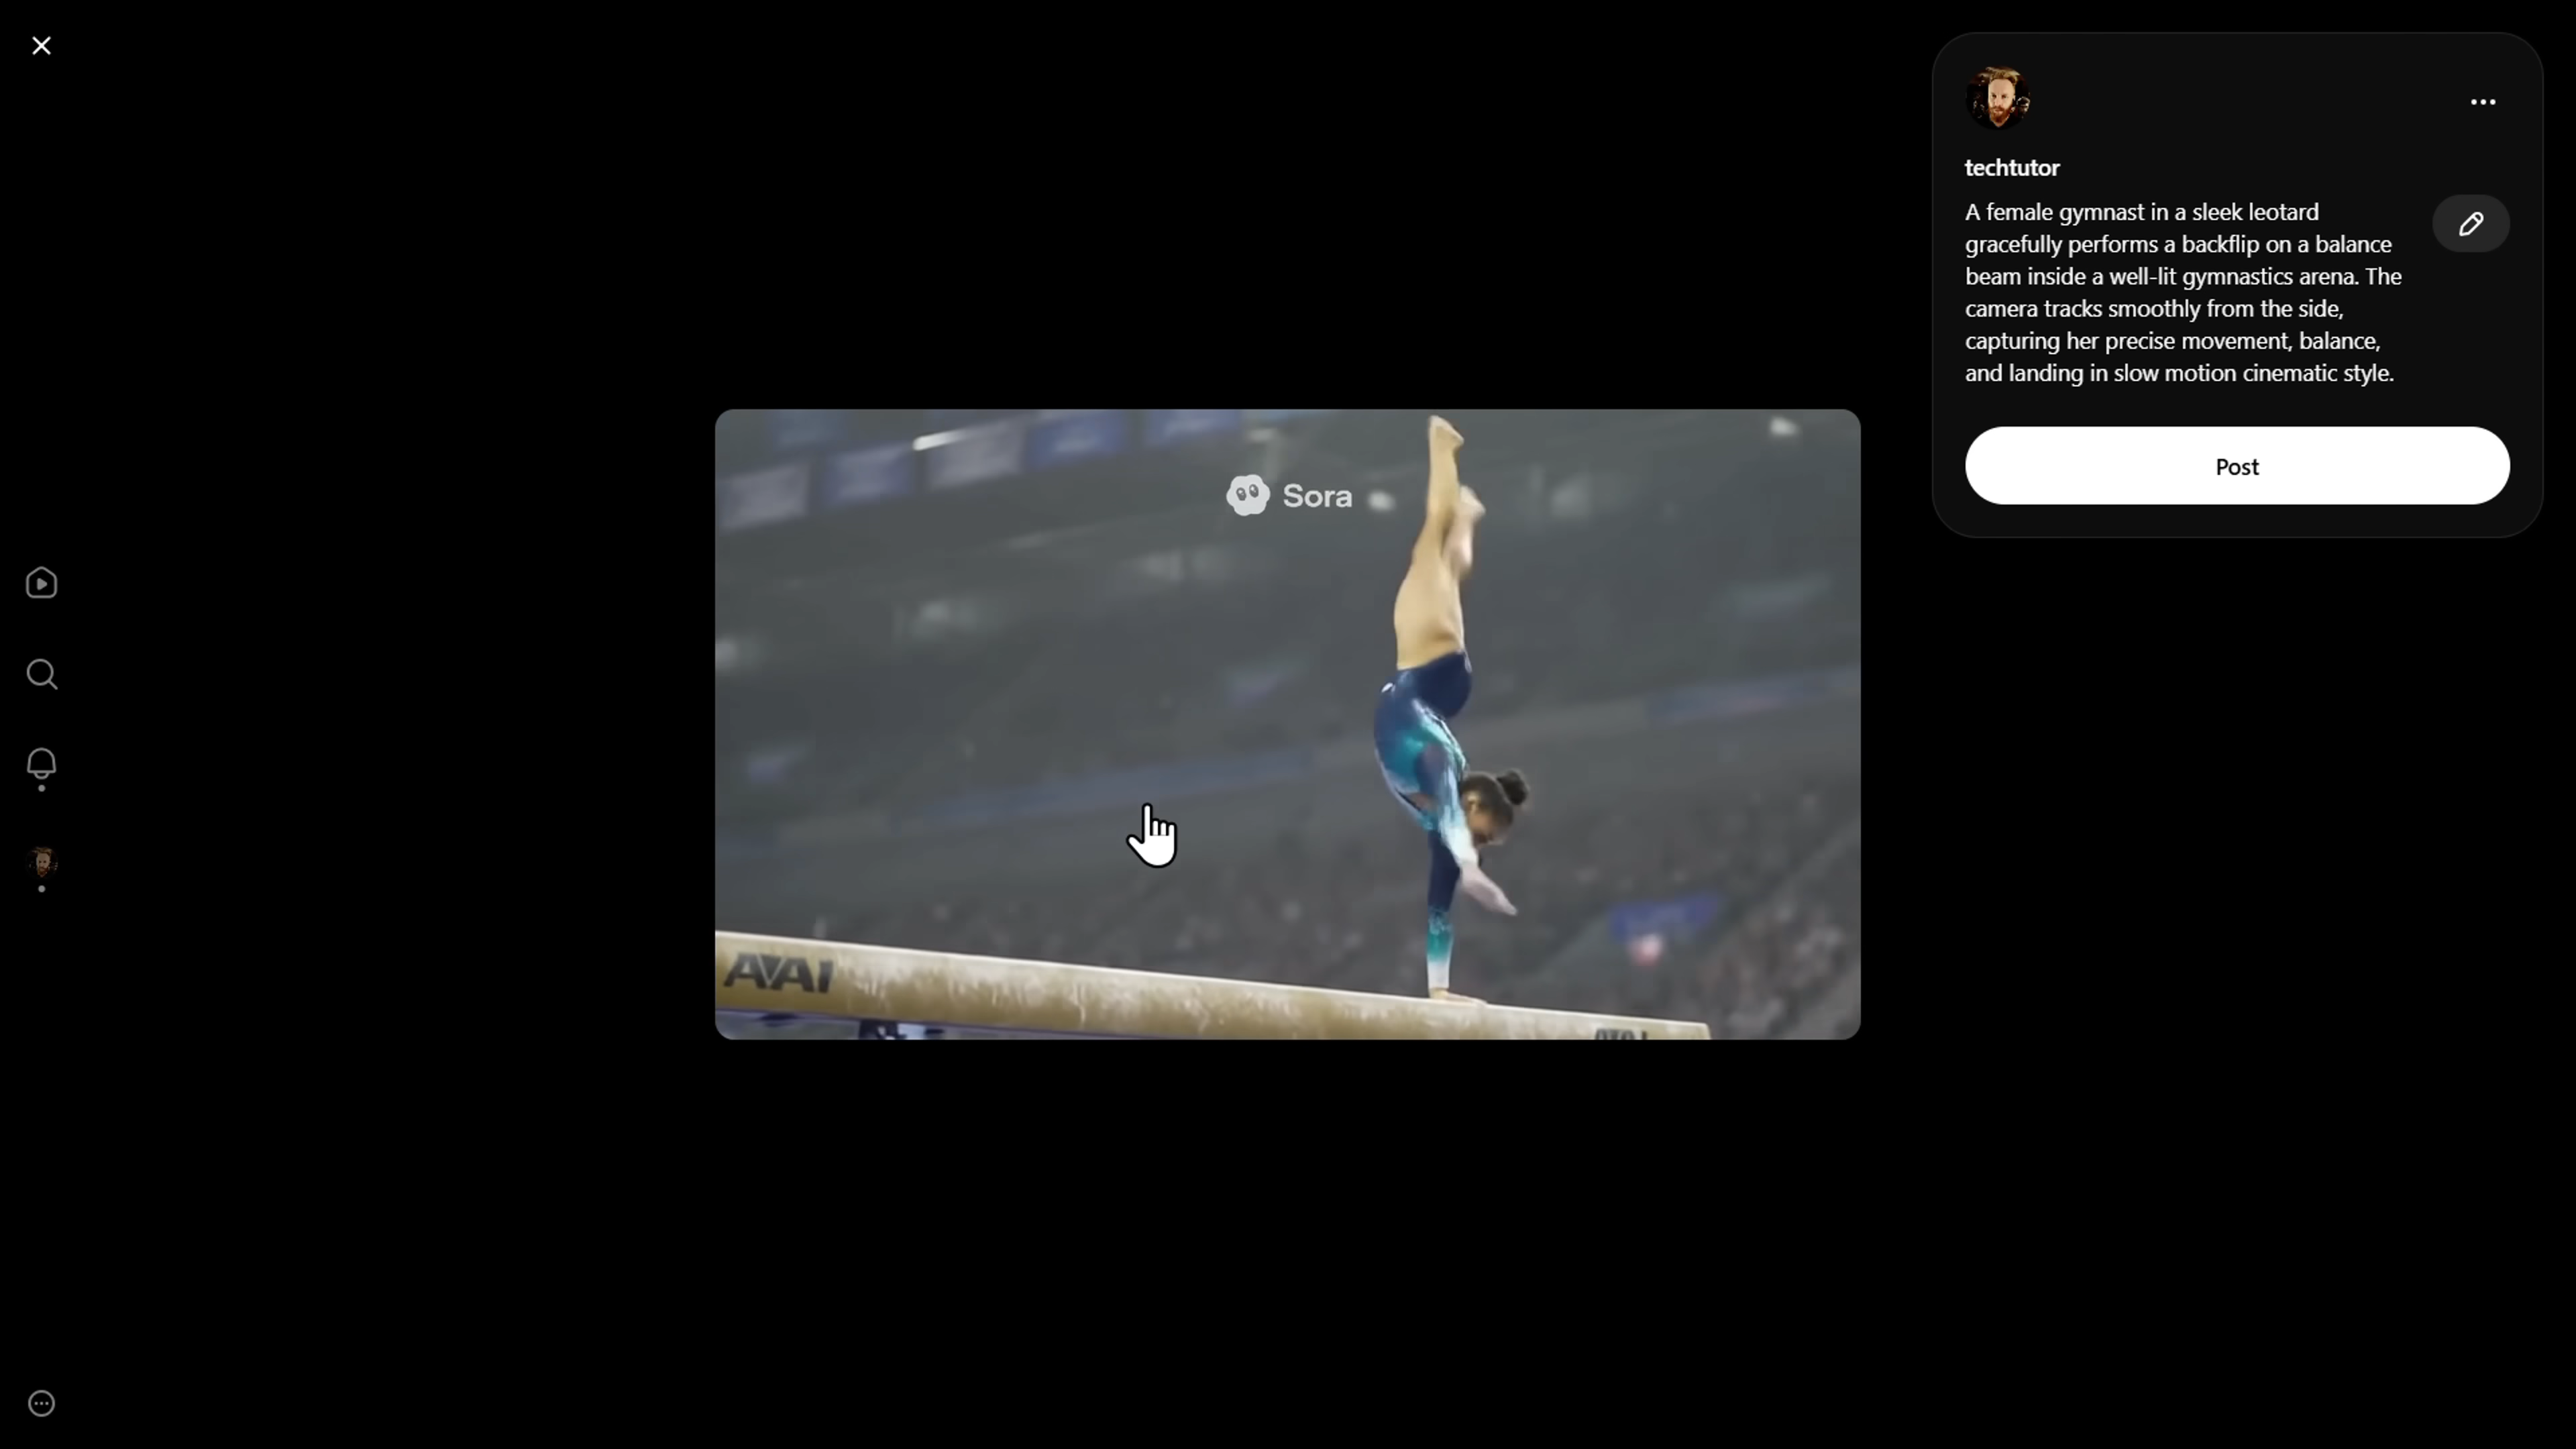 techtutor
A female gymnast in a sleek leotard
gracefully performs a backflip on a balance
beam inside a well-lit gymnastics arena. The
camera tracks smoothly from the side,
capturing her precise movement, balance,
and landing in slow motion cinematic style.
Post
Sora
AVAI